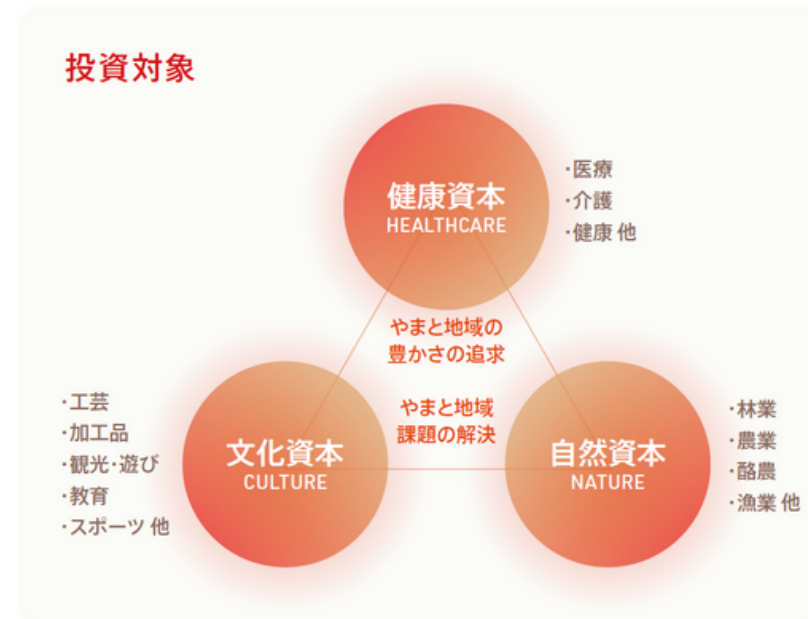 投資対象
健康資本
HEALTHCARE
・医療
・介護
・健康 他
やまと地域の
豊かさの追求
やまと地域
課題の解決
・工芸
・加工品
・観光・遊び
・教育
・スポーツ 他
文化資本
CULTURE
自然資本
NATURE
・林業
・農業
・酪農
・漁業 他